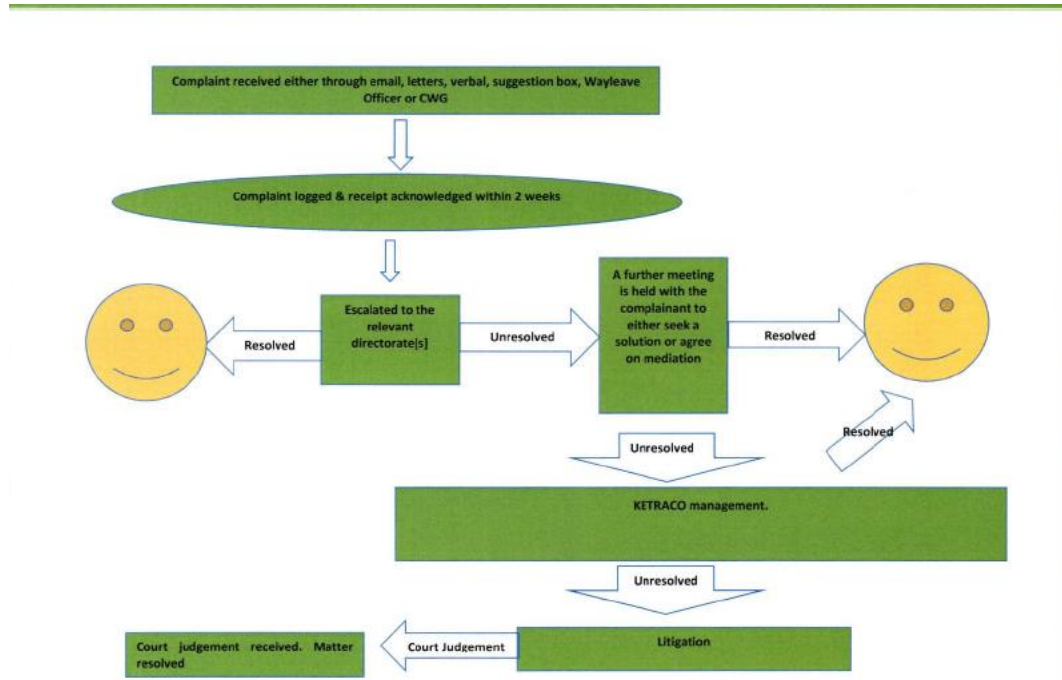 Complaint received either through email, letters, verbal, suggestion box, Wayleave
Officer or CWG
Complaint logged & receipt acknowledged within 2 weeks
Escalated to the
relevant
directorate[s]
Resolved
Unresolved
A further meeting
is held with the
complainant to
either seek a
solution or agree
on mediation
Resolved
Unresolved
Resolved
KETRACO management.
Unresolved
Litigation
Court Judgement
Court judgement received. Matter
resolved